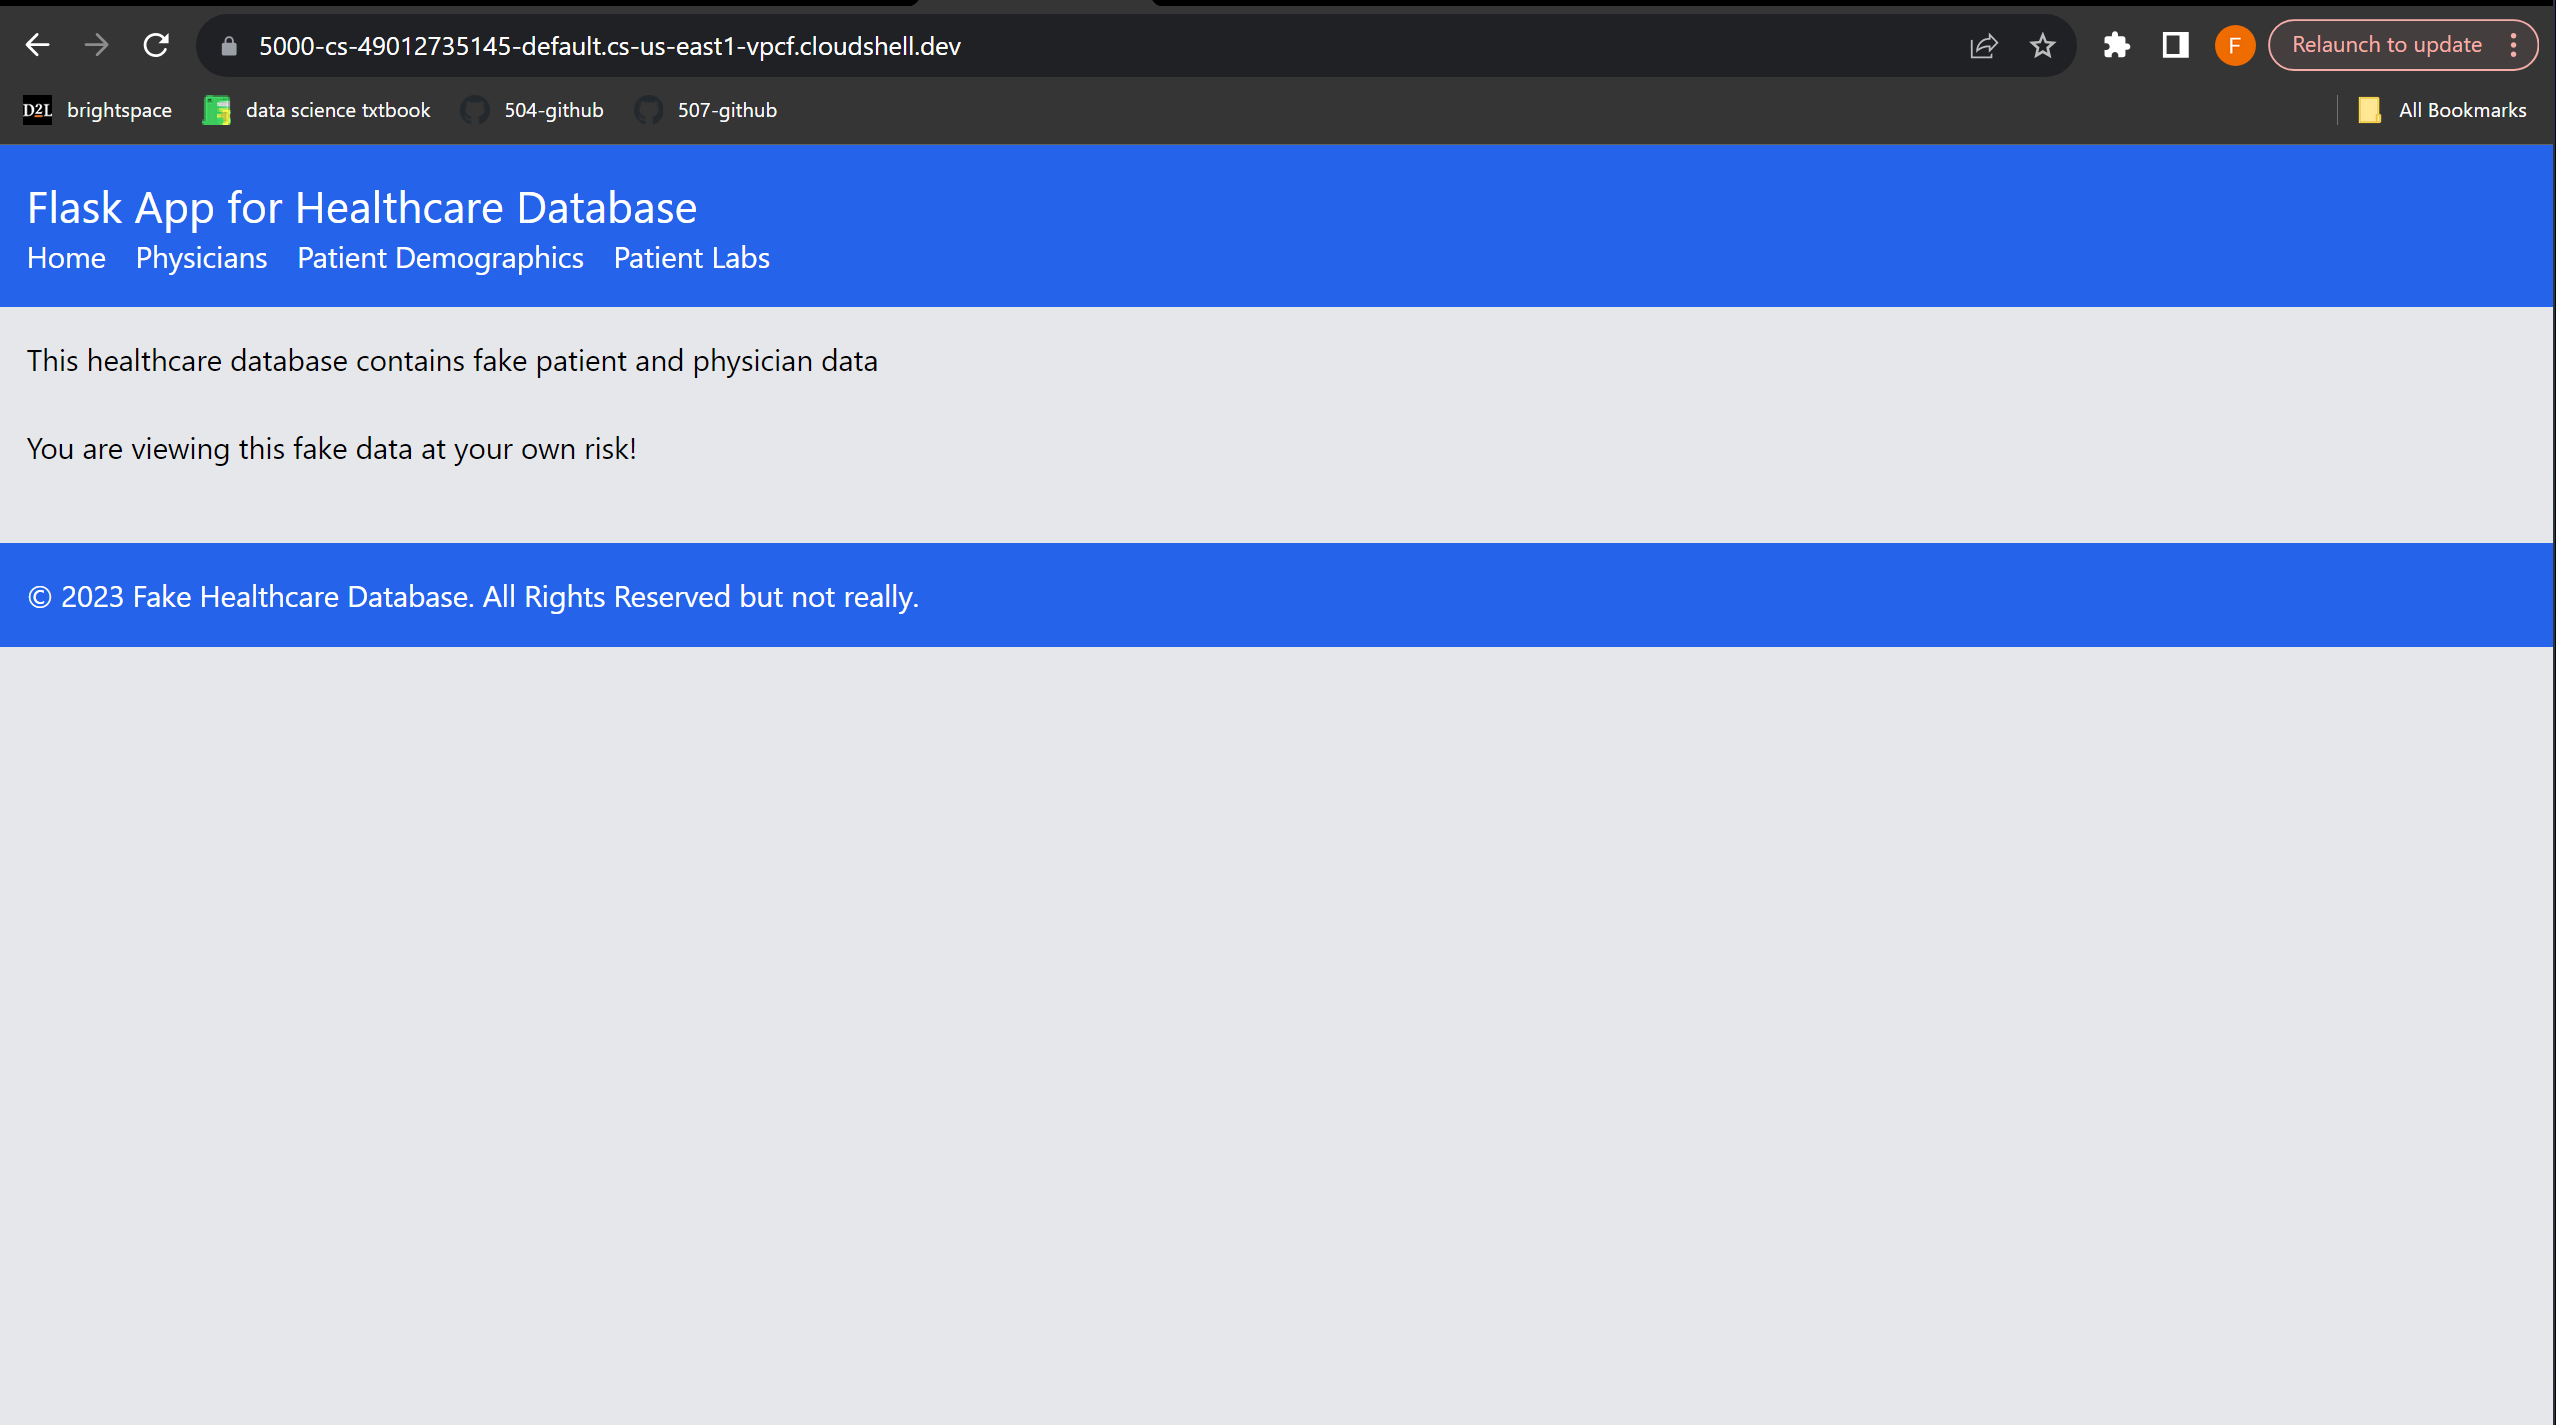 5000-cs-49012735145-default.cs-us-east1-vpcf.cloudshell.dev F Relaunch to update
D2L brightspace data science txtbook 504-github 507-github All Bookmarks
Flask App for Healthcare Database
Home Physicians Patient Demographics Patient Labs
This healthcare database contains fake patient and physician data
You are viewing this fake data at your own risk!
© 2023 Fake Healthcare Database. All Rights Reserved but not really.